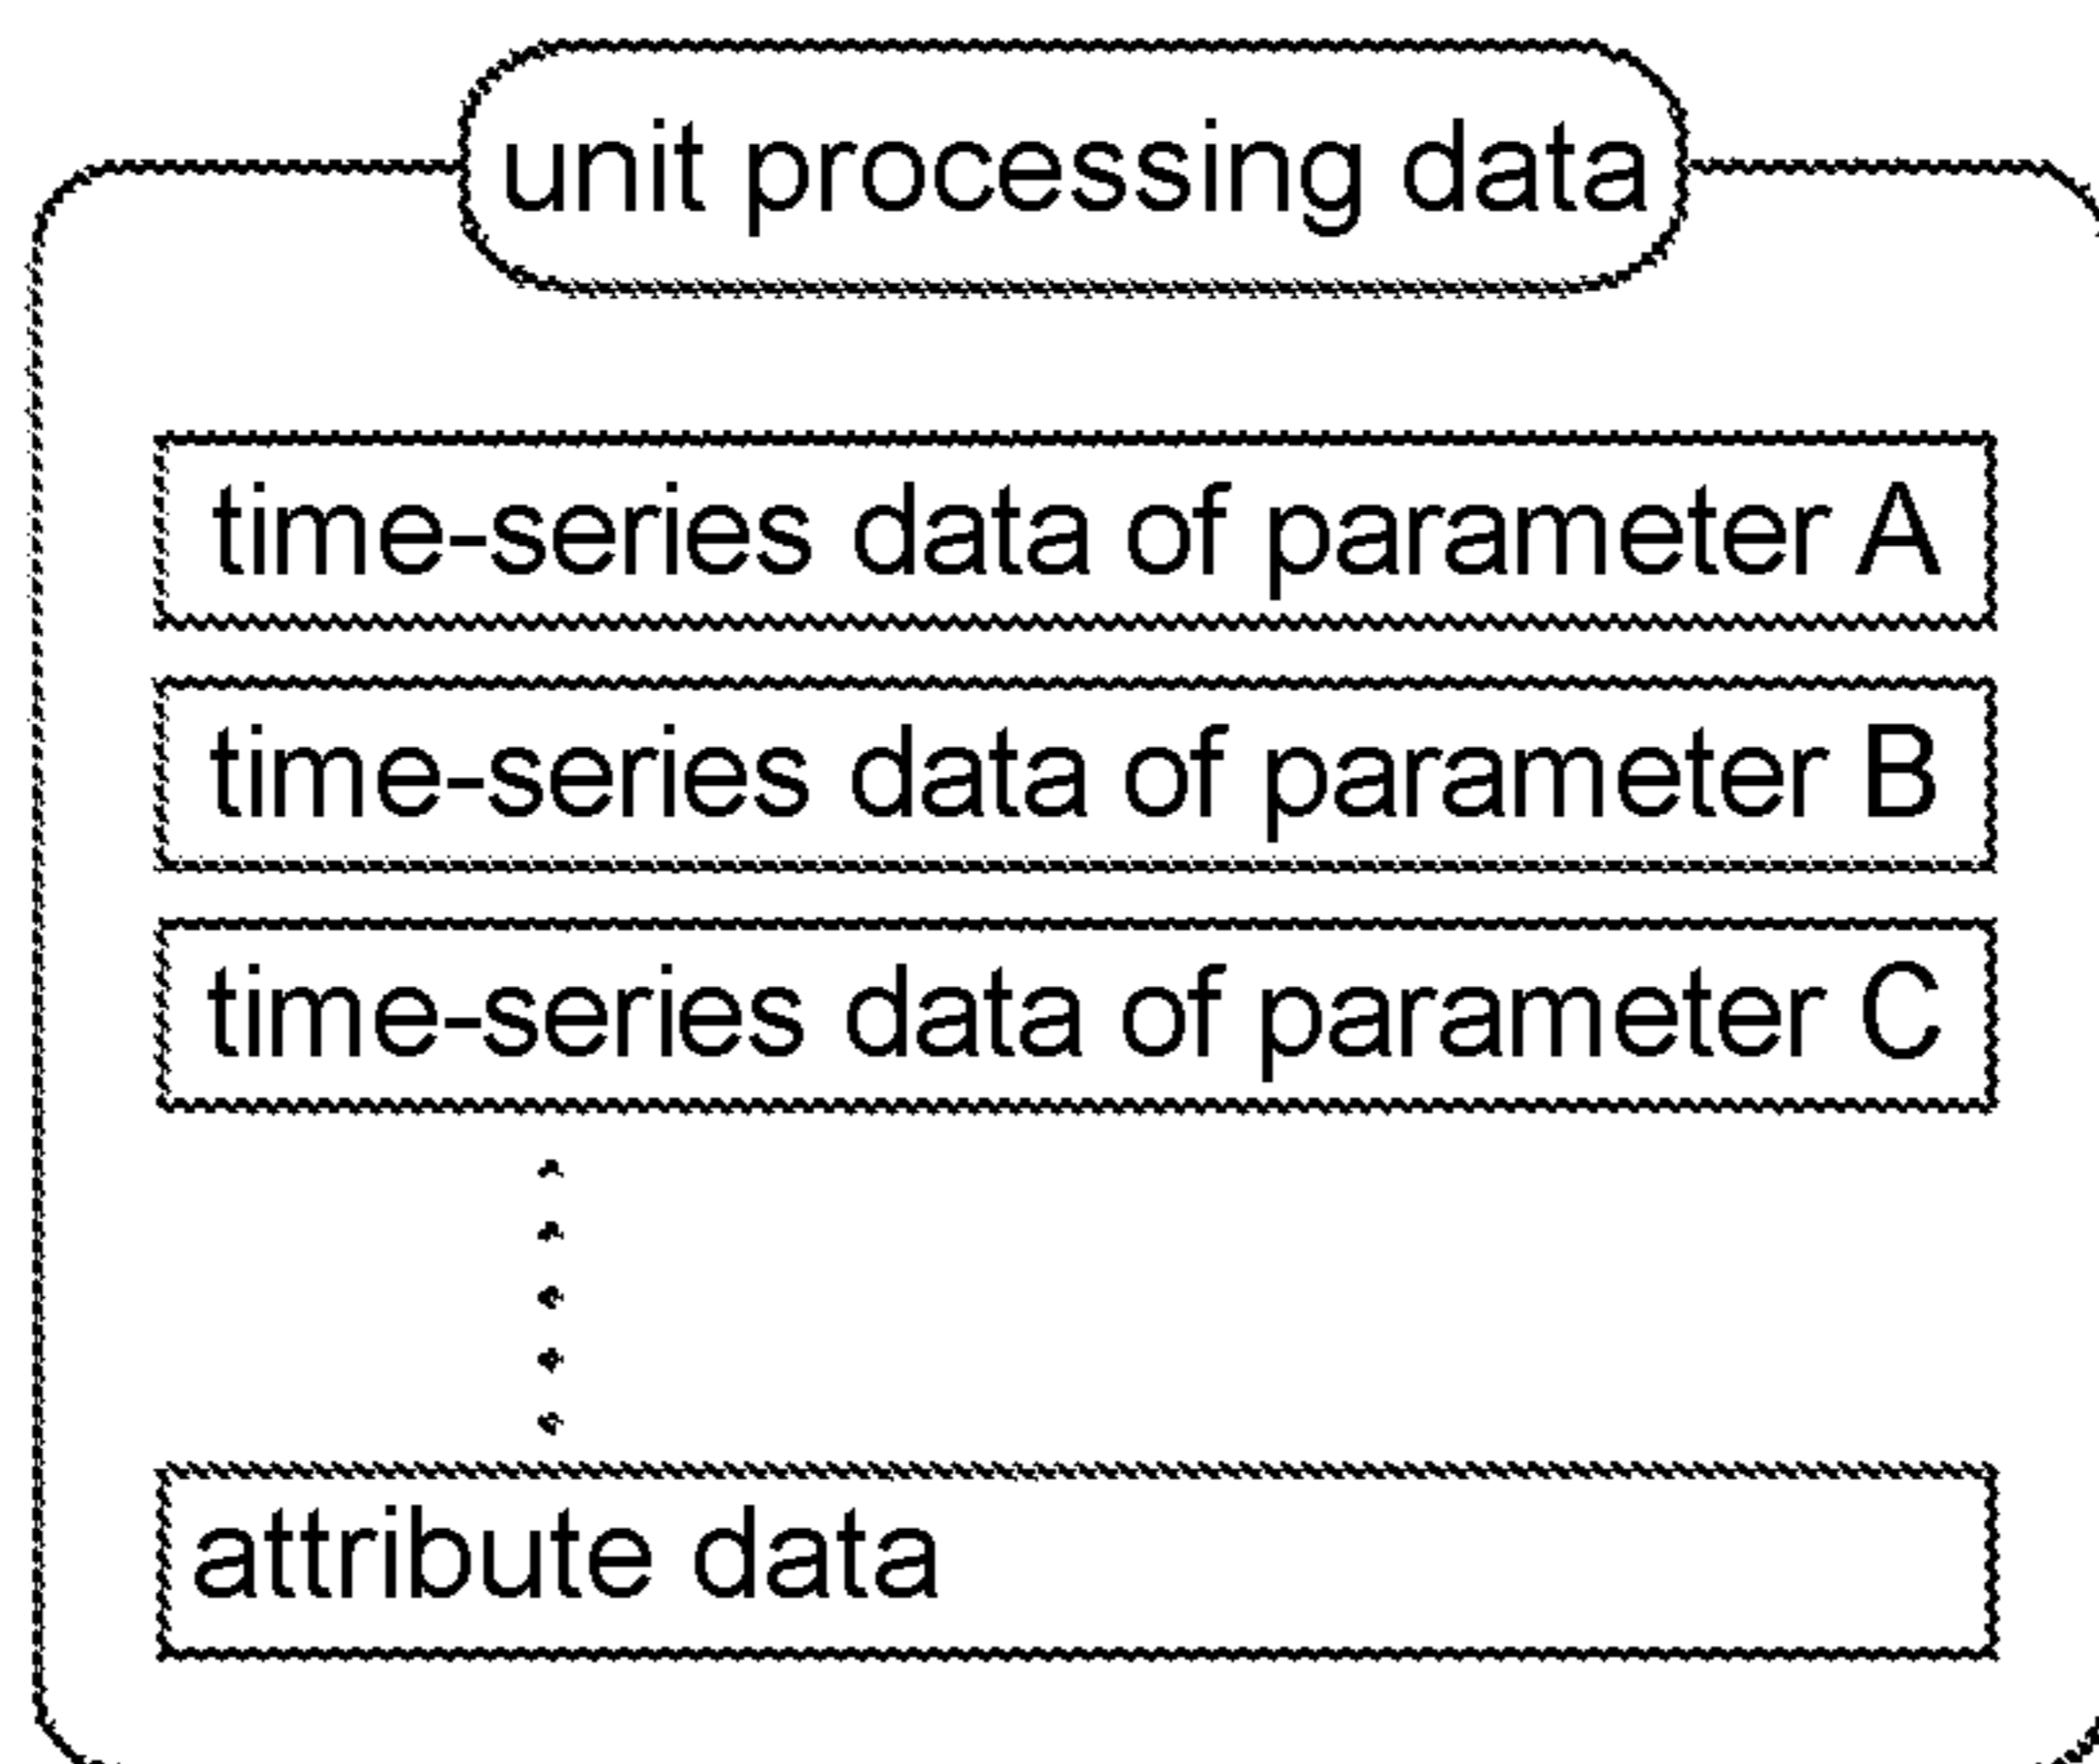 unit processing data
time-series data of parameter A
time-series data of parameter B
time-series data of parameter C
attribute data